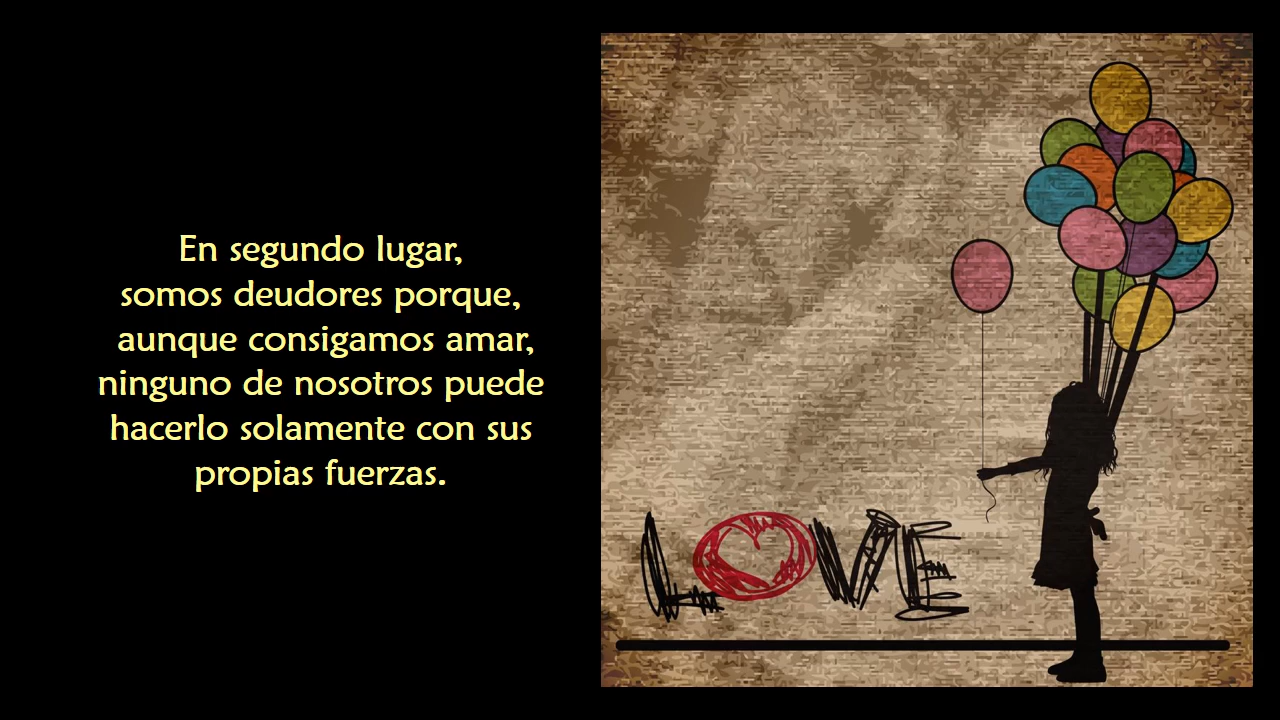 En segundo lugar,
somos deudores porque,
aunque consigamos amar,
ninguno de nosotros puede
hacerlo solamente con sus
propias fuerzas.
LOVE